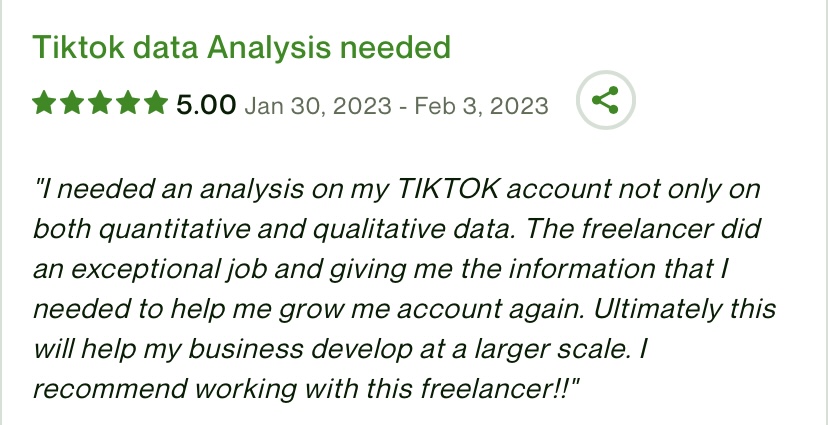 Tiktok data Analysis needed
5.00 Jan 30, 2023 - Feb 3, 2023
"I needed an analysis on my TIKTOK account not only on
both quantitative and qualitative data. The freelancer did
an exceptional job and giving me the information that I
needed to help me grow me account again. Ultimately this
will help my business develop at a larger scale. I
recommend working with this freelancer!!"